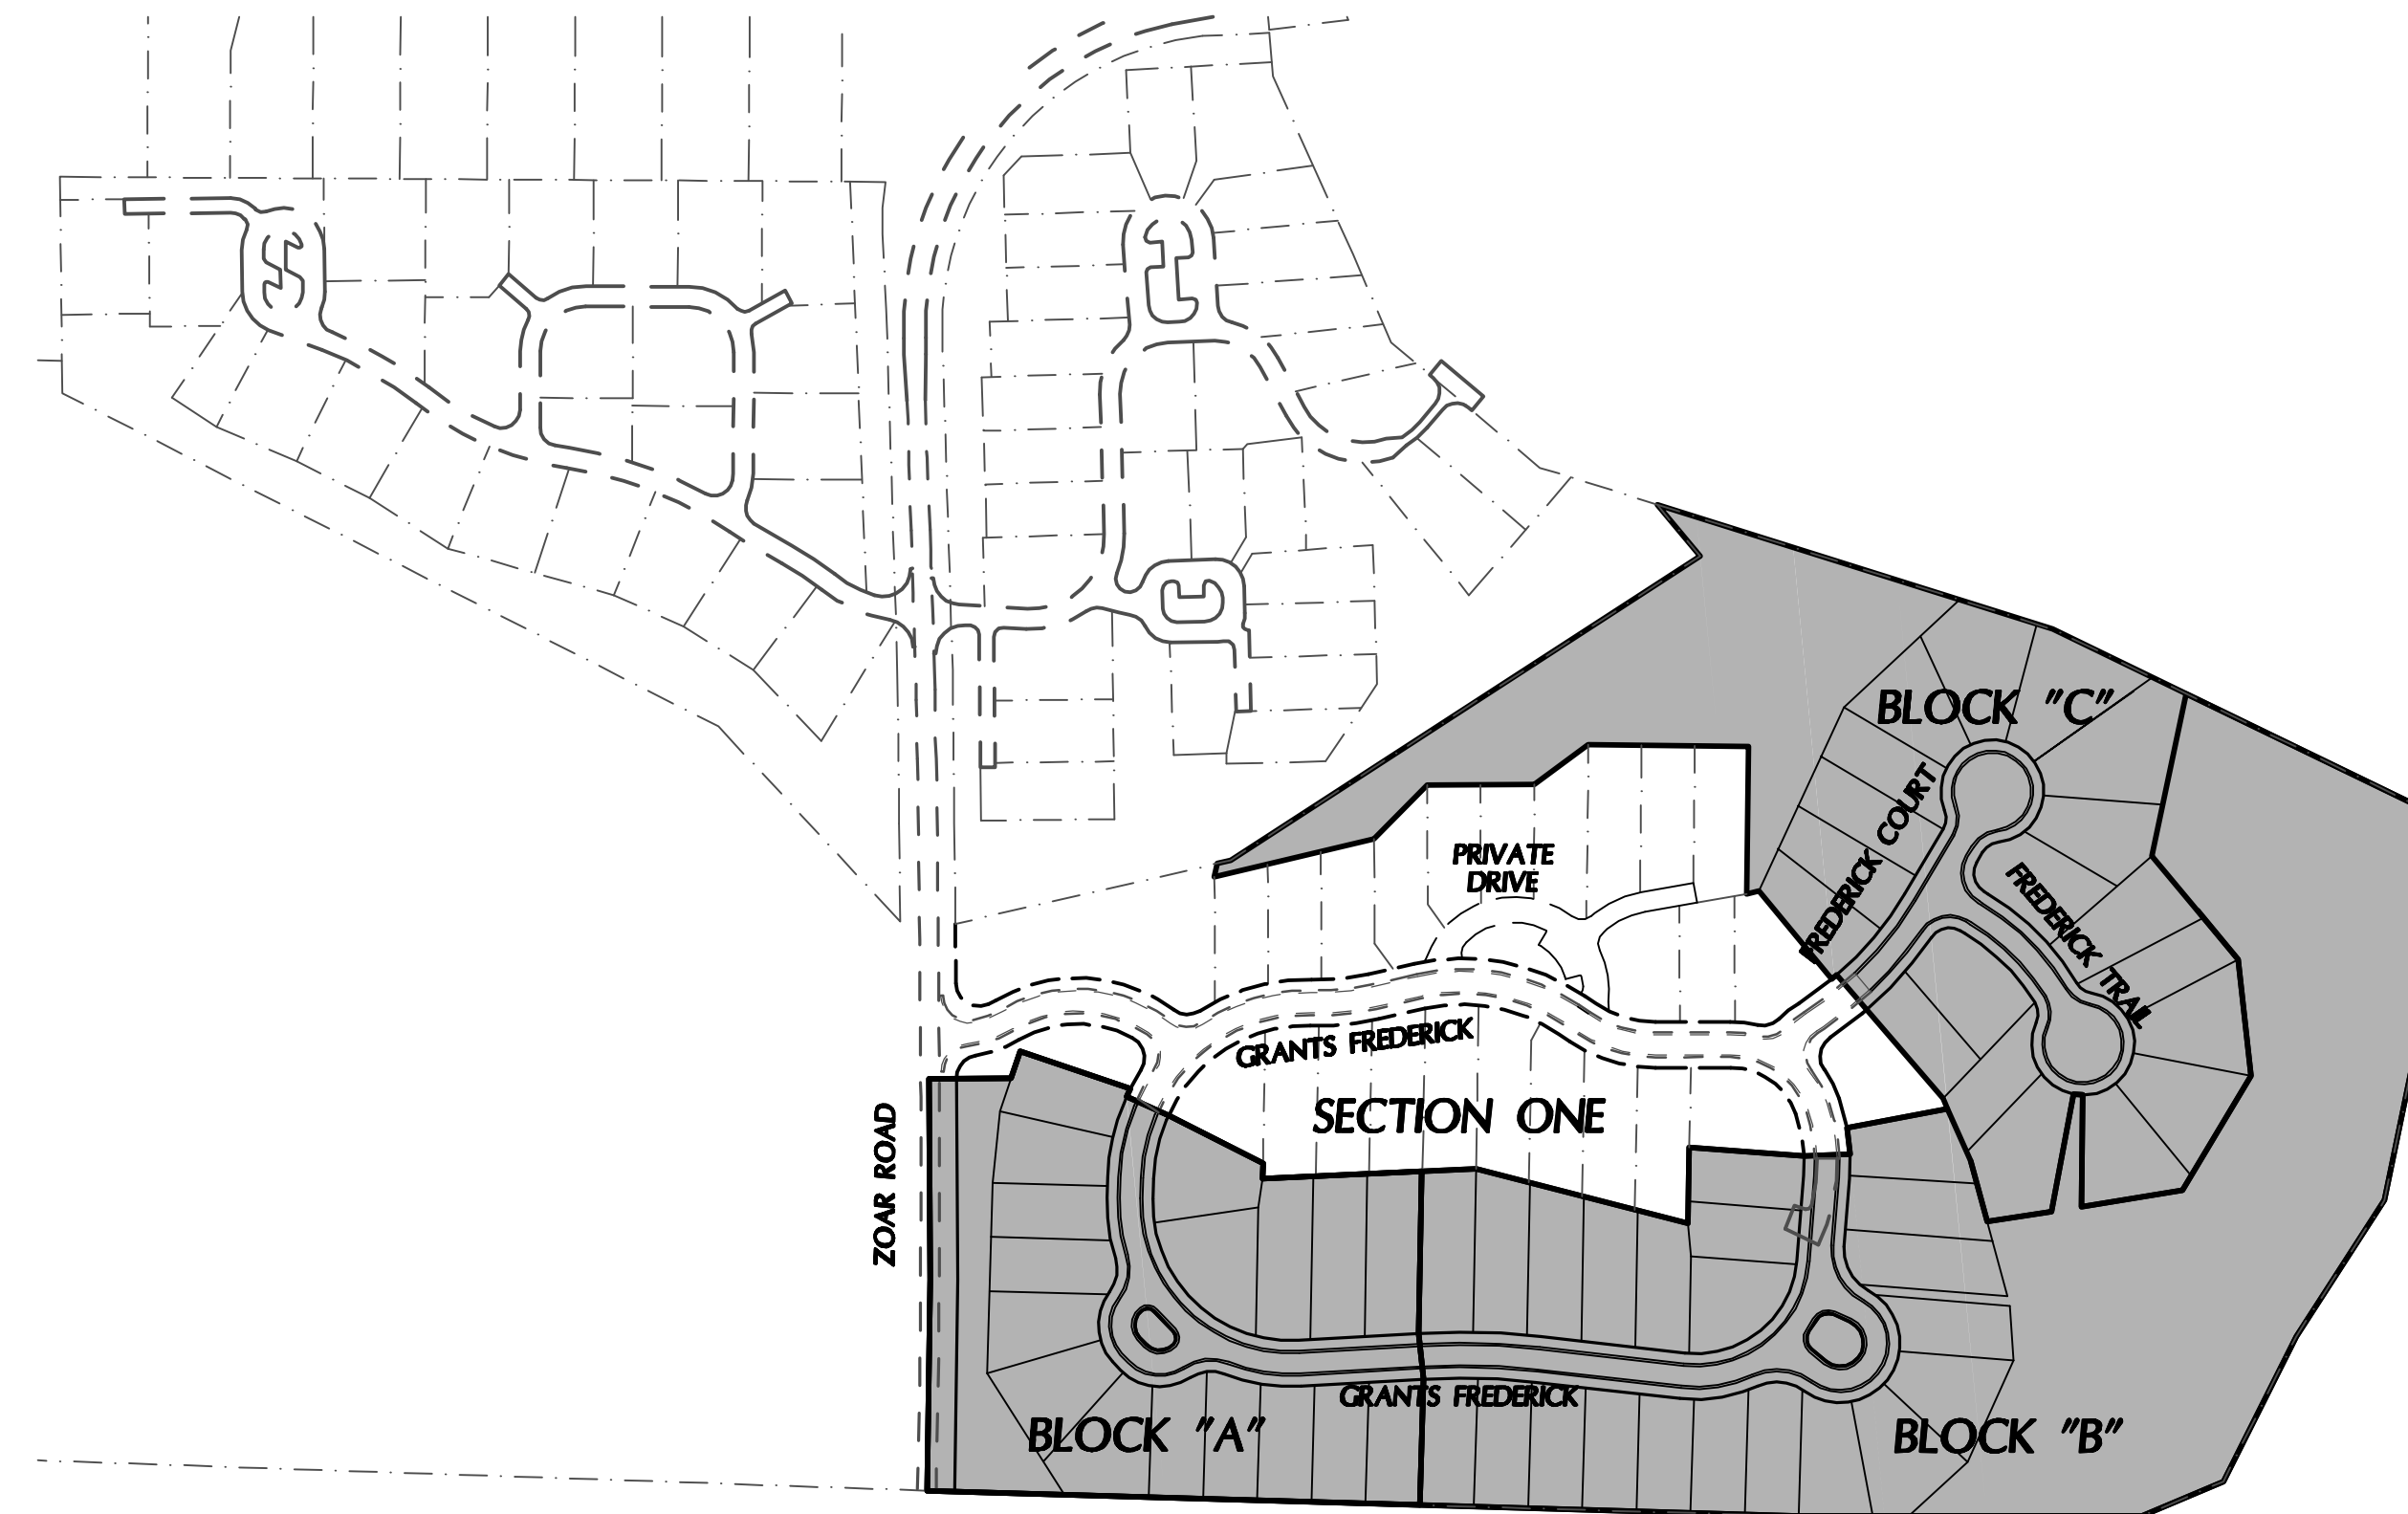 BLOCK "C"
FREDERICK COURT
PRIVATE
DRIVE
FREDERICK TRAIL
GRANTS FREDERICK
SECTION ONE
ZOAR ROAD
GRANTS FREDERICK
BLOCK "A"
BLOCK "B"